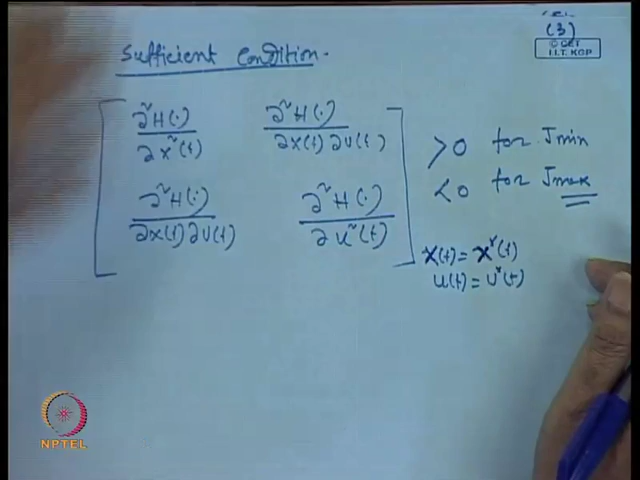 (3)
© CET
I.I.T. KGP
Sufficient Condition.
∂²H(·)/∂x²(t) ∂²H(·)/∂x(t)∂u(t)
> 0 for Jmin
∂²H(·)/∂x(t)∂u(t) ∂²H(·)/∂u²(t)
< 0 for Jmax
x(t) = x*(t)
u(t) = u*(t)
NPTEL